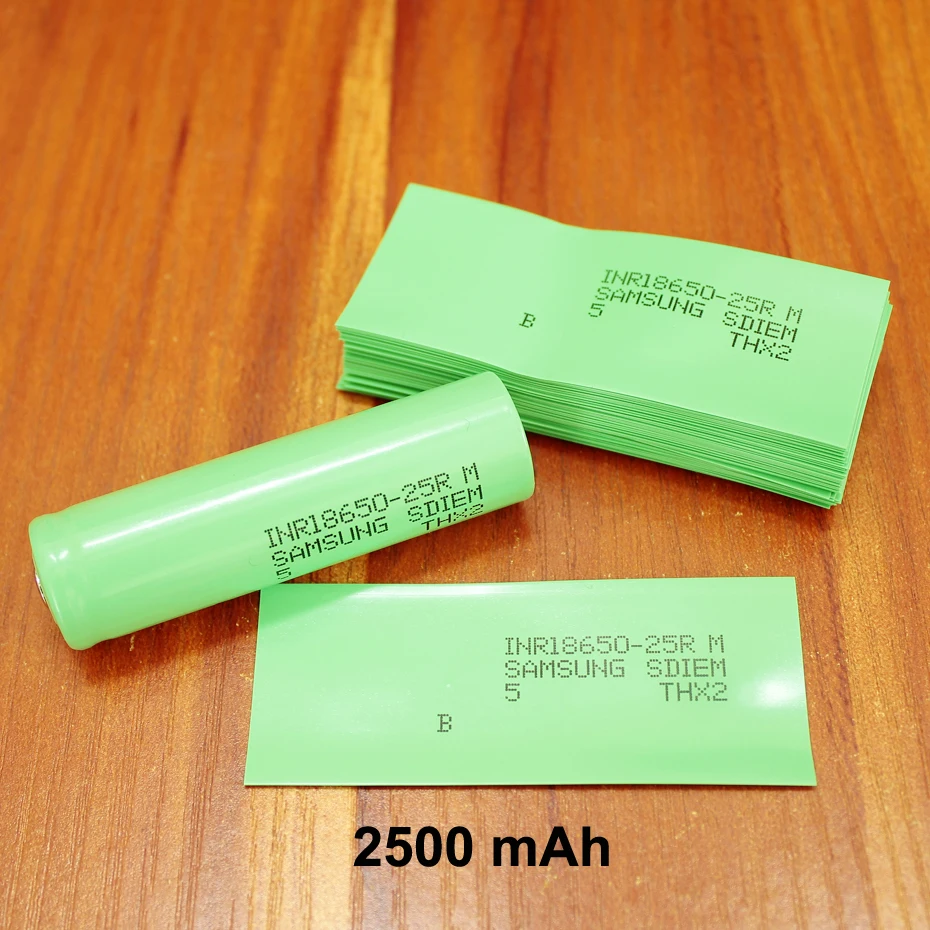 INR18650-25R M
SAMSUNG SDIEM
5 THX2
B
INR18650-25R M
SAMSUNG SDIEM
5 THX2
INR18650-25R M
SAMSUNG SDIEM
5 THX2
B
2500 mAh